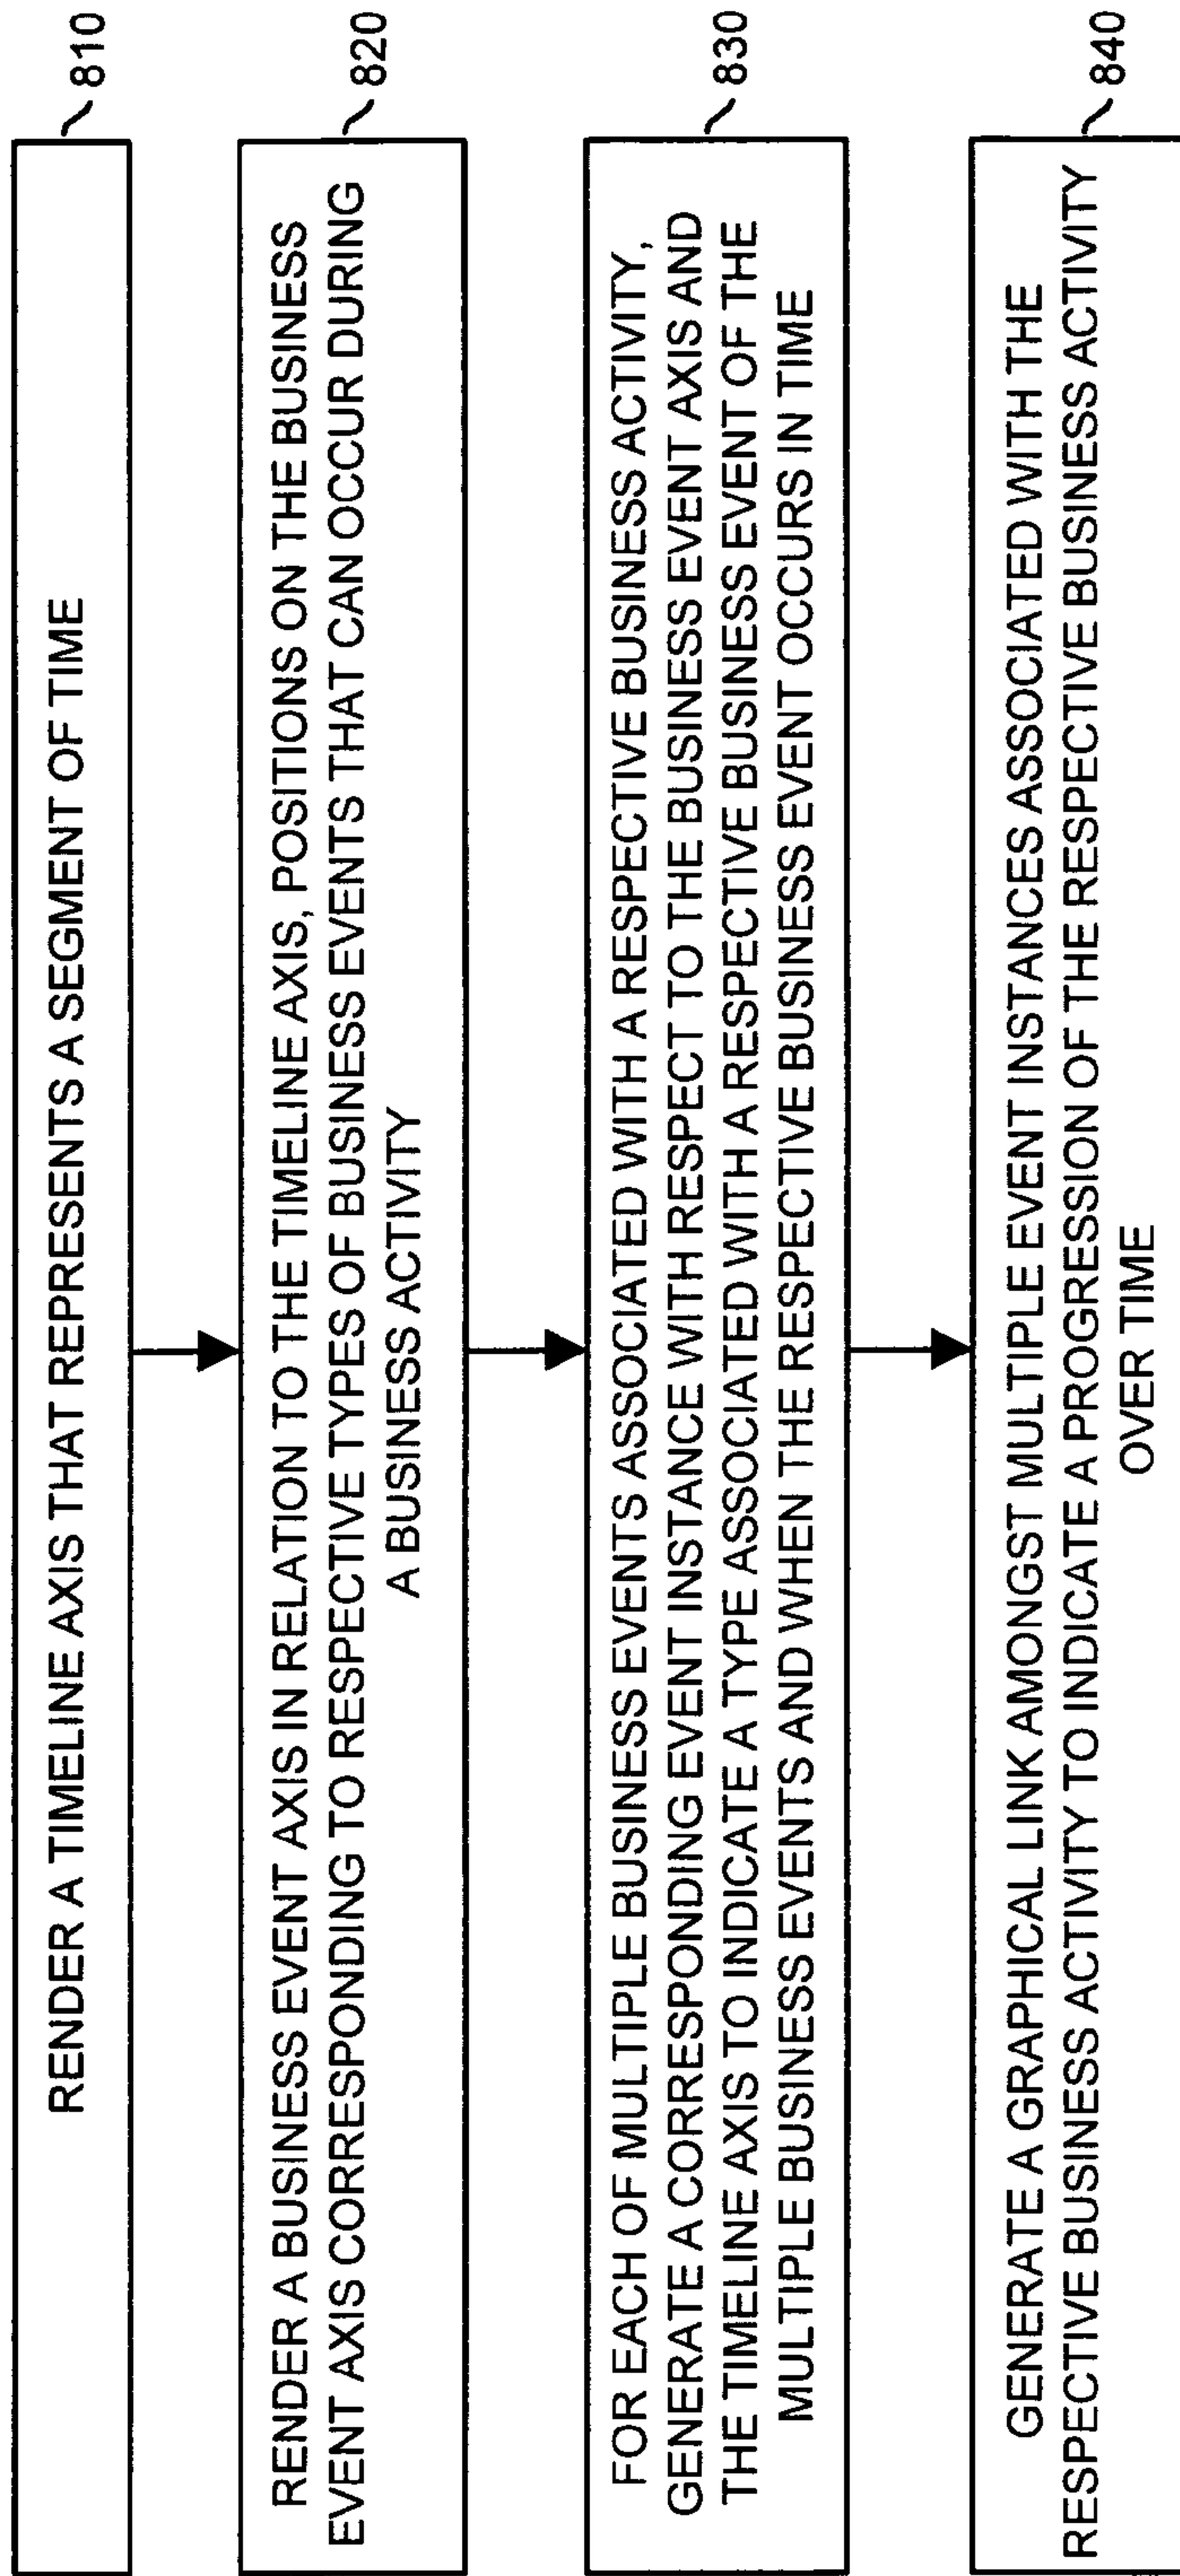 RENDER A TIMELINE AXIS THAT REPRESENTS A SEGMENT OF TIME
810
RENDER A BUSINESS EVENT AXIS IN RELATION TO THE TIMELINE AXIS, POSITIONS ON THE BUSINESS
EVENT AXIS CORRESPONDING TO RESPECTIVE TYPES OF BUSINESS EVENTS THAT CAN OCCUR DURING
A BUSINESS ACTIVITY
820
FOR EACH OF MULTIPLE BUSINESS EVENTS ASSOCIATED WITH A RESPECTIVE BUSINESS ACTIVITY,
GENERATE A CORRESPONDING EVENT INSTANCE WITH RESPECT TO THE BUSINESS EVENT AXIS AND
THE TIMELINE AXIS TO INDICATE A TYPE ASSOCIATED WITH A RESPECTIVE BUSINESS EVENT OF THE
MULTIPLE BUSINESS EVENTS AND WHEN THE RESPECTIVE BUSINESS EVENT OCCURS IN TIME
830
GENERATE A GRAPHICAL LINK AMONGST MULTIPLE EVENT INSTANCES ASSOCIATED WITH THE
RESPECTIVE BUSINESS ACTIVITY TO INDICATE A PROGRESSION OF THE RESPECTIVE BUSINESS ACTIVITY
OVER TIME
840